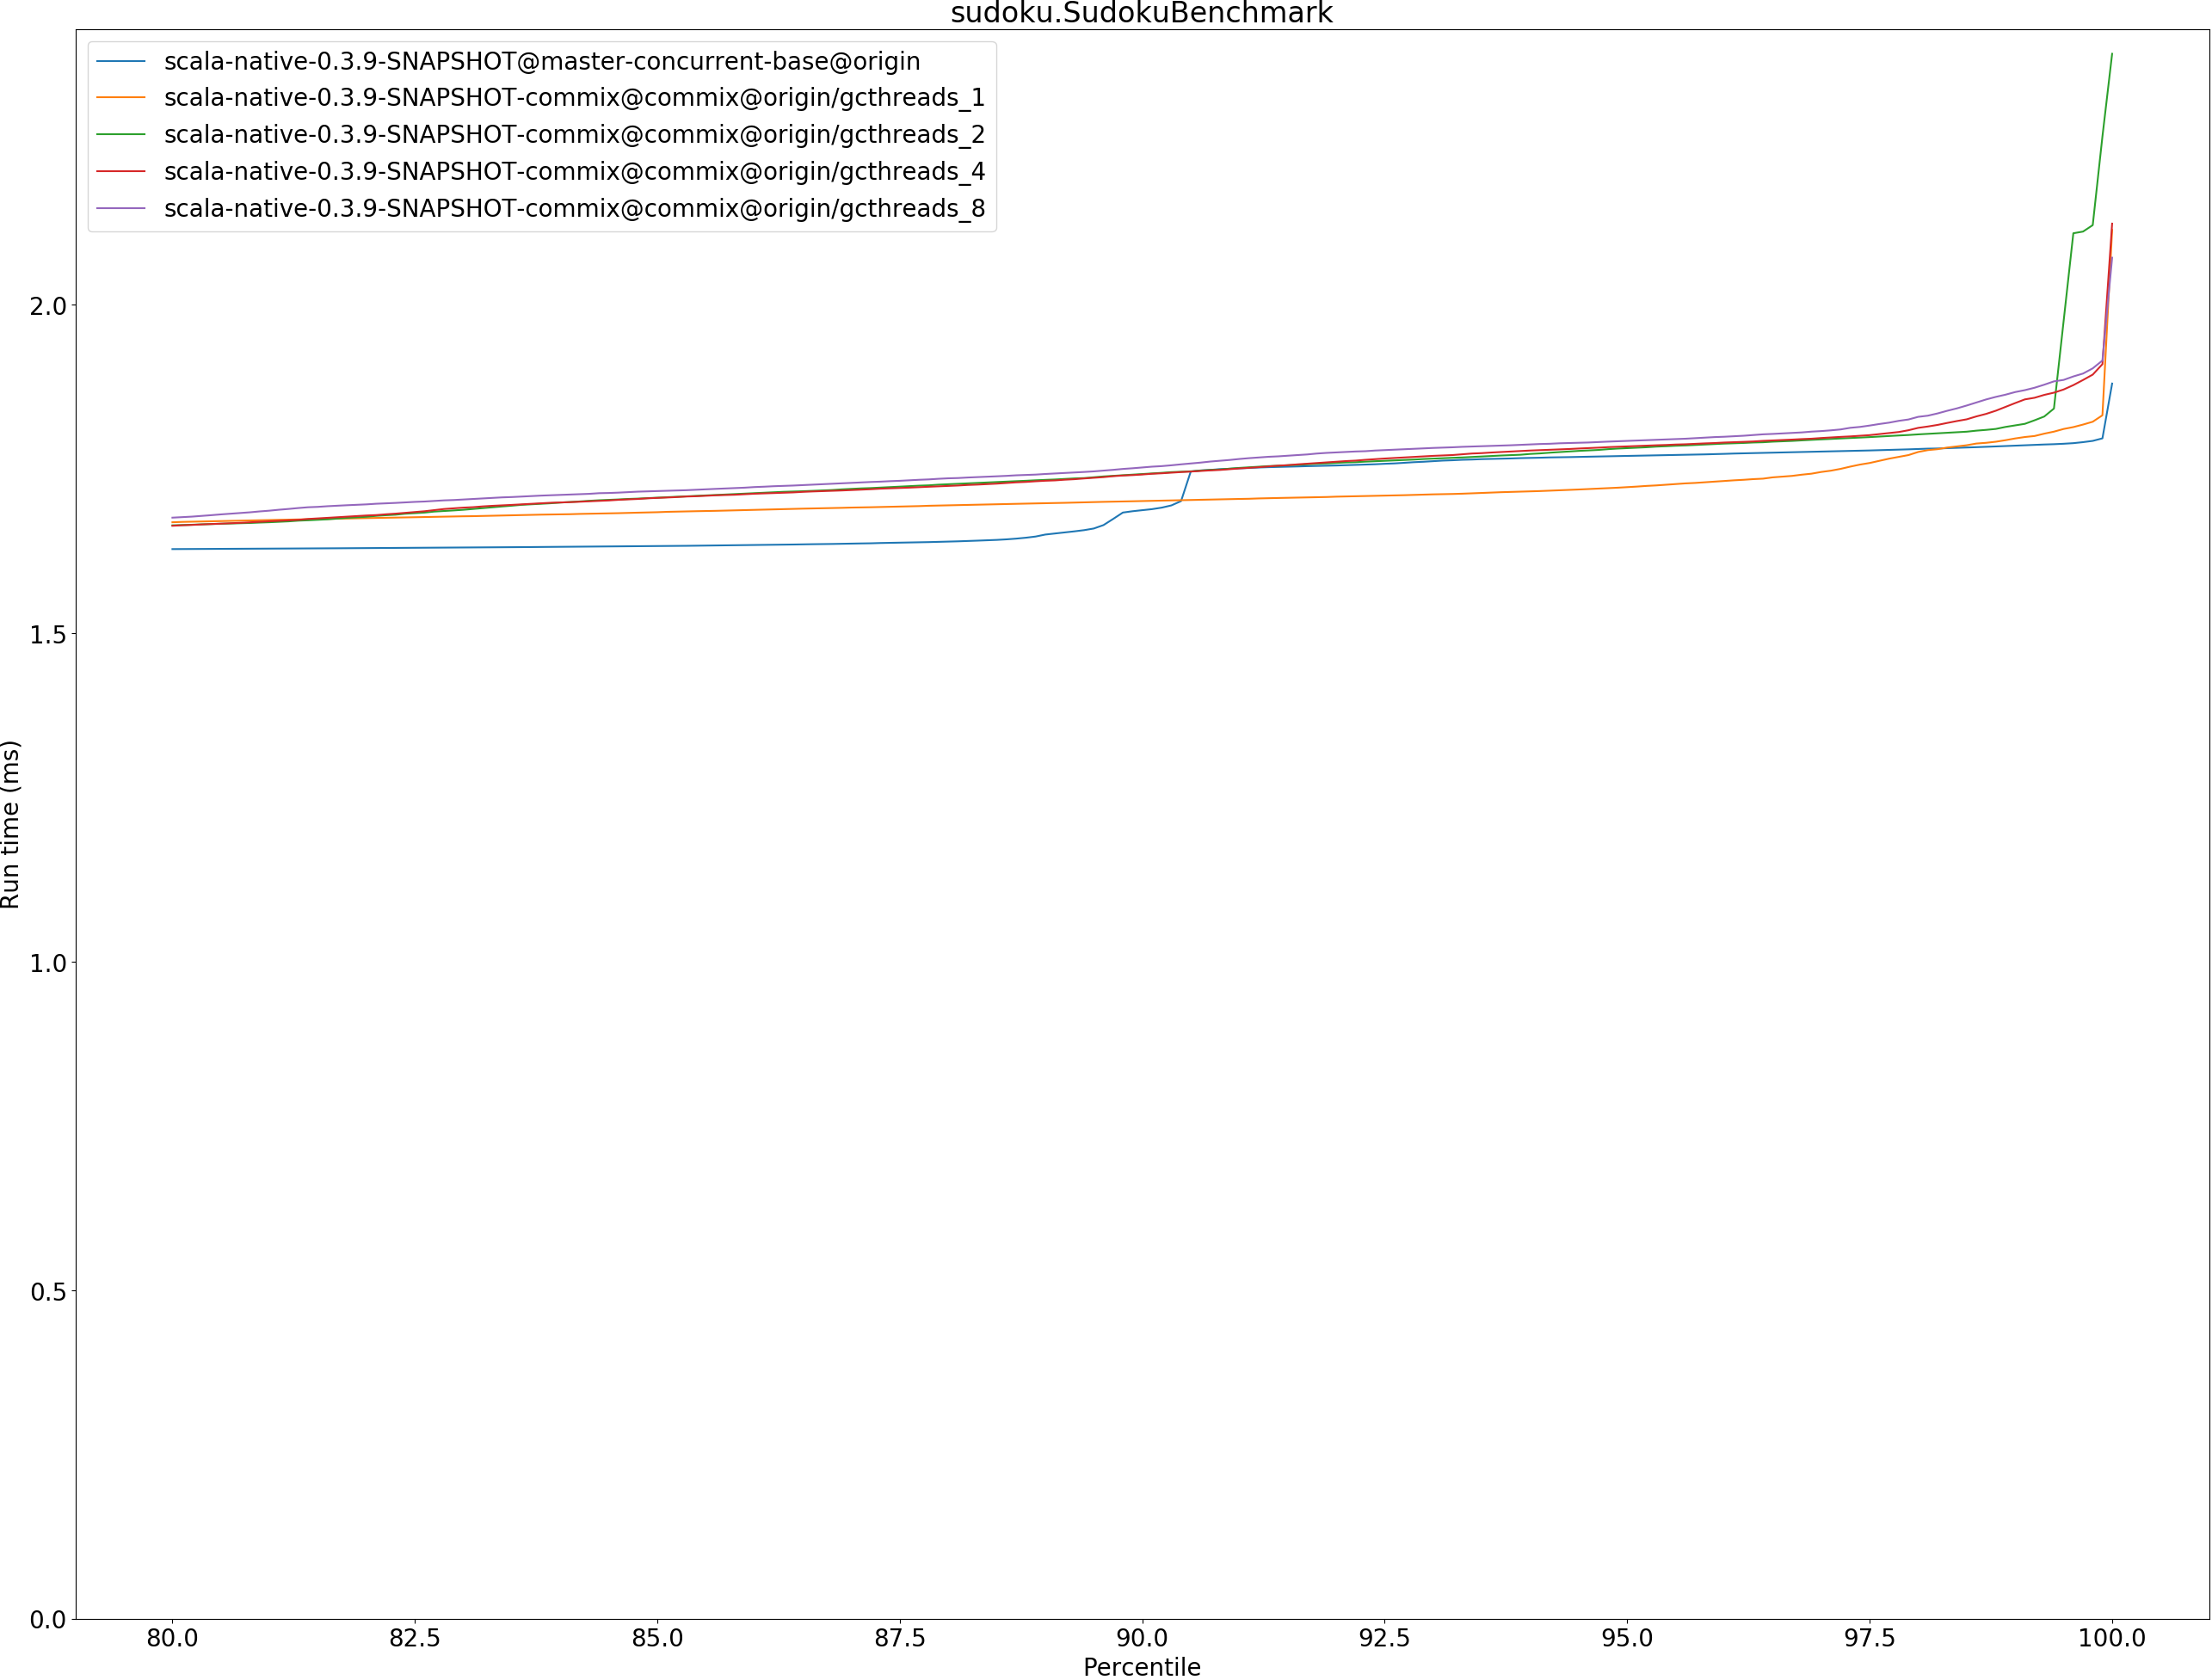 sudoku.SudokuBenchmark
scala-native-0.3.9-SNAPSHOT@master-concurrent-base@origin
scala-native-0.3.9-SNAPSHOT-commix@commix@origin/gcthreads_1
scala-native-0.3.9-SNAPSHOT-commix@commix@origin/gcthreads_2
scala-native-0.3.9-SNAPSHOT-commix@commix@origin/gcthreads_4
scala-native-0.3.9-SNAPSHOT-commix@commix@origin/gcthreads_8
2.0
1.5
1.0
0.5
0.0
Run time (ms)
80.0 82.5 85.0 87.5 90.0 92.5 95.0 97.5 100.0
Percentile